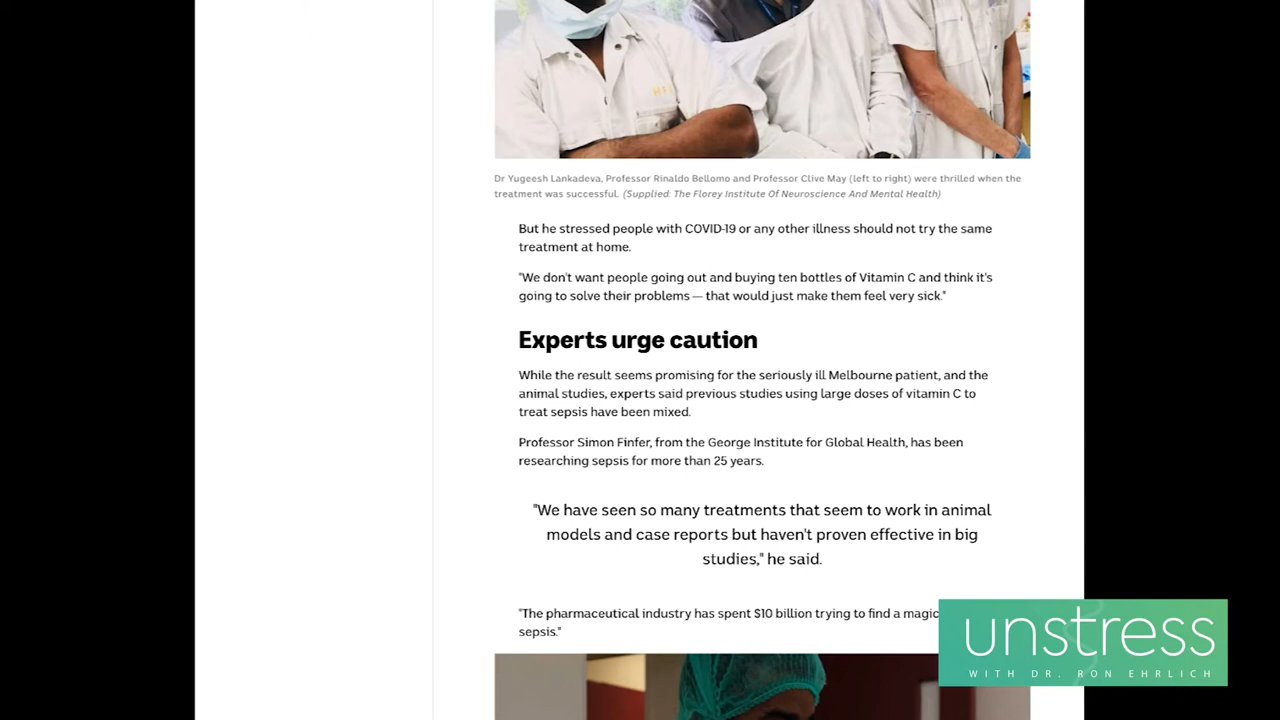 HFI
Dr Yugeesh Lankadeva, Professor Rinaldo Bellomo and Professor Clive May (left to right) were thrilled when the
treatment was successful. (Supplied: The Florey Institute Of Neuroscience And Mental Health)
But he stressed people with COVID-19 or any other illness should not try the same
treatment at home.
"We don't want people going out and buying ten bottles of Vitamin C and think it's
going to solve their problems — that would just make them feel very sick."
Experts urge caution
While the result seems promising for the seriously ill Melbourne patient, and the
animal studies, experts said previous studies using large doses of vitamin C to
treat sepsis have been mixed.
Professor Simon Finfer, from the George Institute for Global Health, has been
researching sepsis for more than 25 years.
"We have seen so many treatments that seem to work in animal
models and case reports but haven't proven effective in big
studies," he said.
"The pharmaceutical industry has spent $10 billion trying to find a magic
sepsis."
unstress
WITH DR. RON EHRLICH